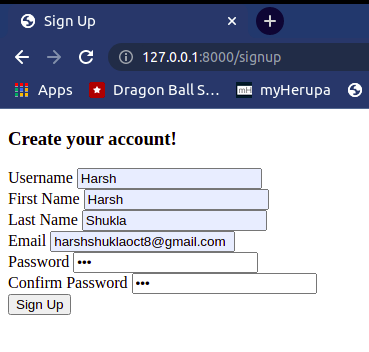 Sign Up
127.0.0.1:8000/signup
Apps Dragon Ball S... myHerupa
Create your account!
Username Harsh
First Name Harsh
Last Name Shukla
Email harshshuklaoct8@gmail.com
Password •••
Confirm Password •••
Sign Up